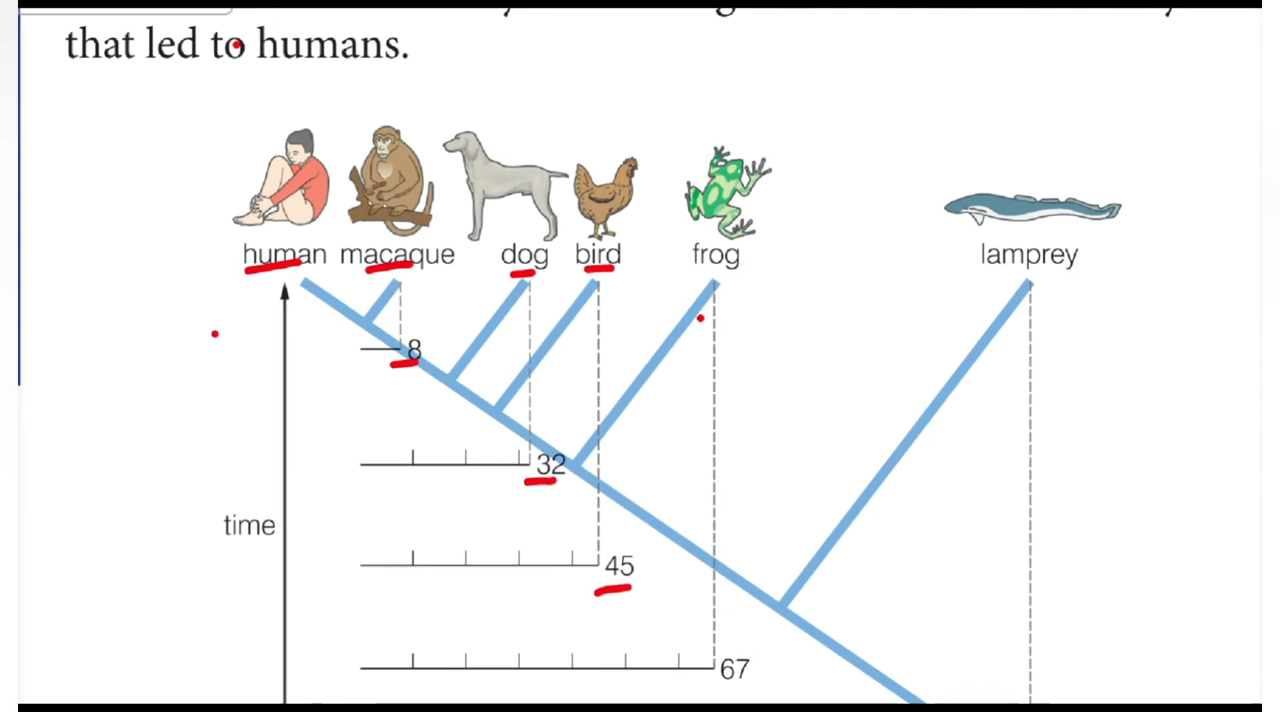 that led to humans.
human macaque dog bird frog lamprey
8
32
time
45
67